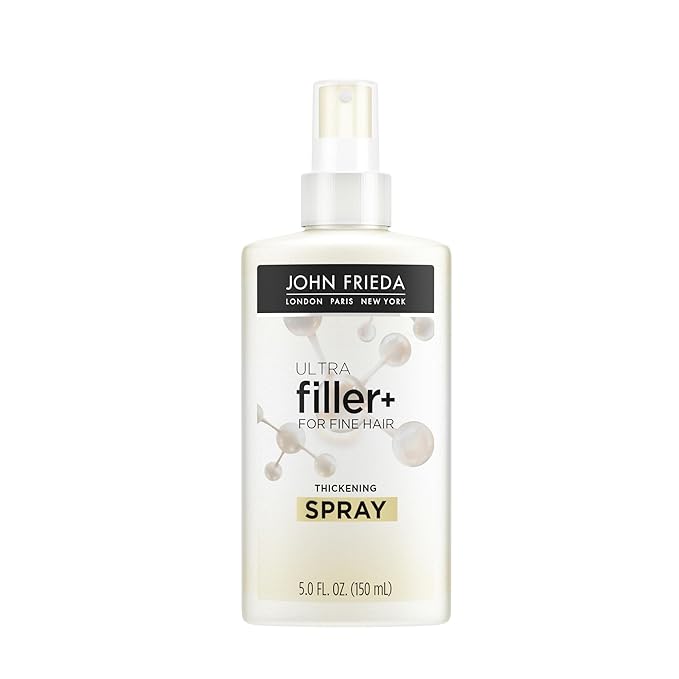 JOHN FRIEDA
LONDON PARIS NEW YORK
ULTRA
filler+
FOR FINE HAIR
THICKENING
SPRAY
5.0 FL. OZ. (150 mL)